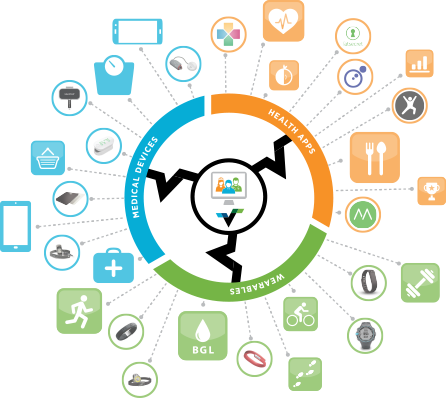 HEALTH APPS
MEDICAL DEVICES
WEARABLES
BGL